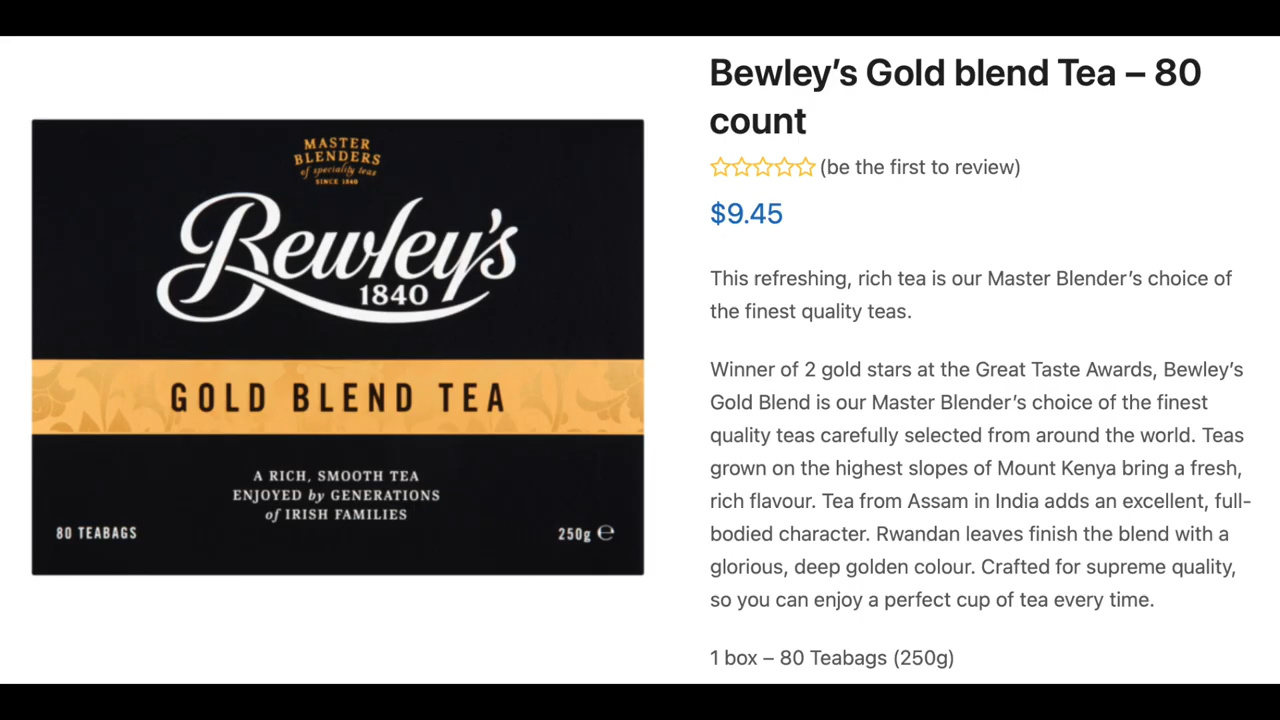 MASTER
BLENDERS
of speciality teas
SINCE 1840
Bewley's
1840
GOLD BLEND TEA
A RICH, SMOOTH TEA
ENJOYED by GENERATIONS
of IRISH FAMILIES
80 TEABAGS
250g ℮
Bewley’s Gold blend Tea – 80
count
(be the first to review)
$9.45
This refreshing, rich tea is our Master Blender’s choice of
the finest quality teas.
Winner of 2 gold stars at the Great Taste Awards, Bewley’s
Gold Blend is our Master Blender’s choice of the finest
quality teas carefully selected from around the world. Teas
grown on the highest slopes of Mount Kenya bring a fresh,
rich flavour. Tea from Assam in India adds an excellent, full-
bodied character. Rwandan leaves finish the blend with a
glorious, deep golden colour. Crafted for supreme quality,
so you can enjoy a perfect cup of tea every time.
1 box – 80 Teabags (250g)